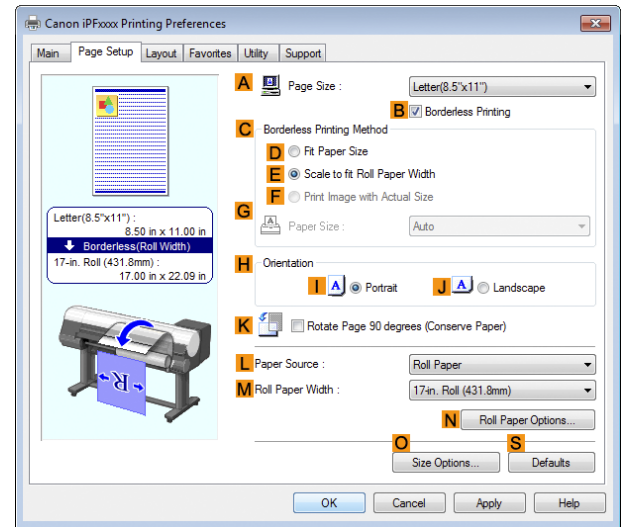 Canon iPFxxxx Printing Preferences
Main Page Setup Layout Favorites Utility Support
A Page Size : Letter(8.5"x11")
B Borderless Printing
C Borderless Printing Method
D Fit Paper Size
E Scale to fit Roll Paper Width
F Print Image with Actual Size
G Paper Size : Auto
Letter(8.5"x11") :
8.50 in x 11.00 in
Borderless(Roll Width)
17-in. Roll (431.8mm) :
17.00 in x 22.09 in
H Orientation
I A Portrait J A Landscape
K Rotate Page 90 degrees (Conserve Paper)
R
L Paper Source : Roll Paper
M Roll Paper Width : 17-in. Roll (431.8mm)
N Roll Paper Options...
O S
Size Options... Defaults
OK Cancel Apply Help